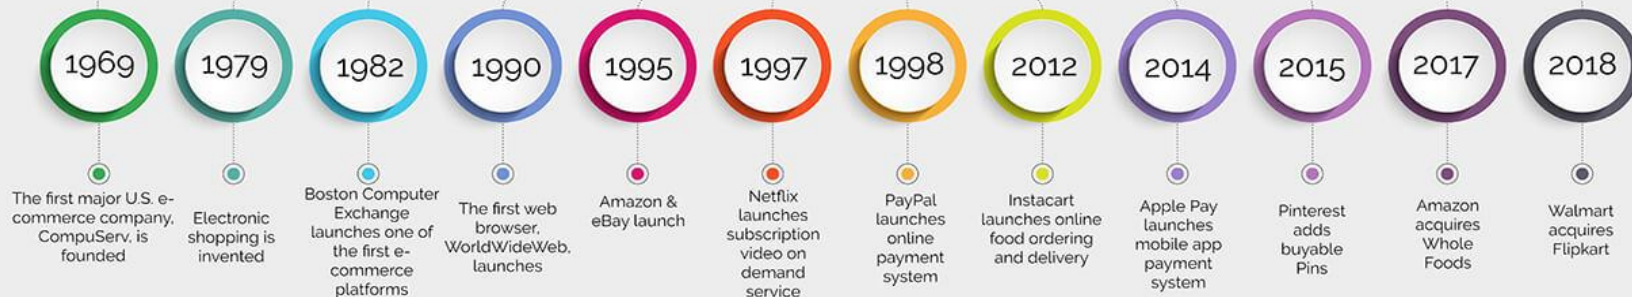 1969
The first major U.S. e-
commerce company,
CompuServ, is
founded
1979
Electronic
shopping is
invented
1982
Boston Computer
Exchange
launches one of
the first e-
commerce
platforms
1990
The first web
browser,
WorldWideWeb,
launches
1995
Amazon &
eBay launch
1997
Netflix
launches
subscription
video on
demand
service
1998
PayPal
launches
online
payment
system
2012
Instacart
launches online
food ordering
and delivery
2014
Apple Pay
launches
mobile app
payment
system
2015
Pinterest
adds
buyable
Pins
2017
Amazon
acquires
Whole
Foods
2018
Walmart
acquires
Flipkart